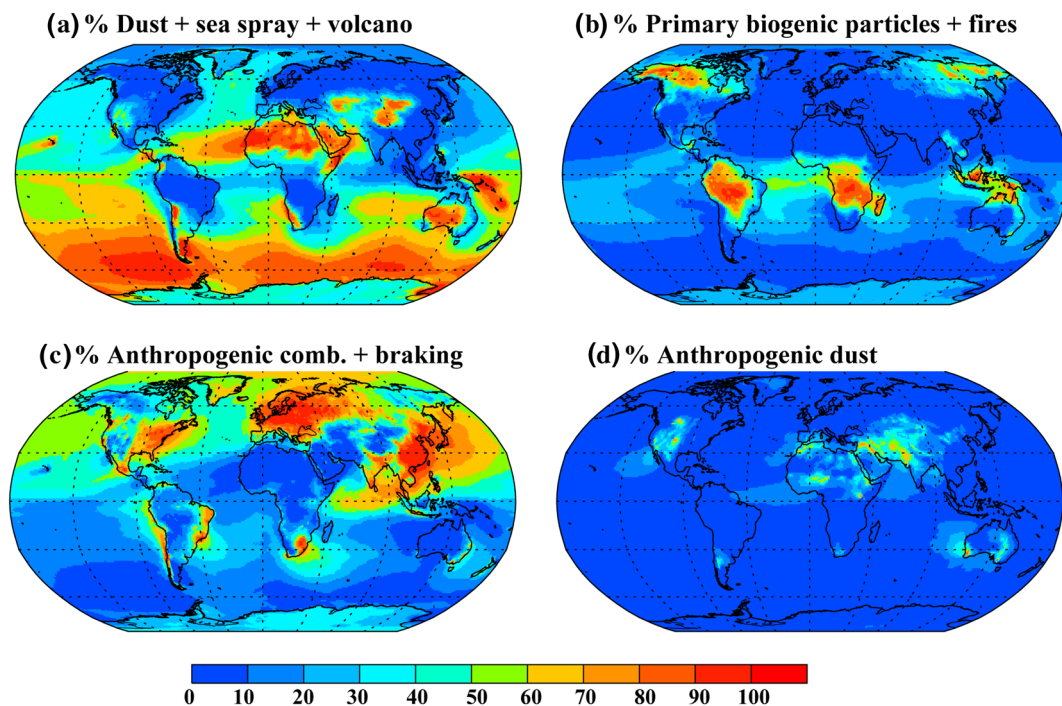 (a) % Dust + sea spray + volcano
(b) % Primary biogenic particles + fires
(c) % Anthropogenic comb. + braking
(d) % Anthropogenic dust
0 10 20 30 40 50 60 70 80 90 100